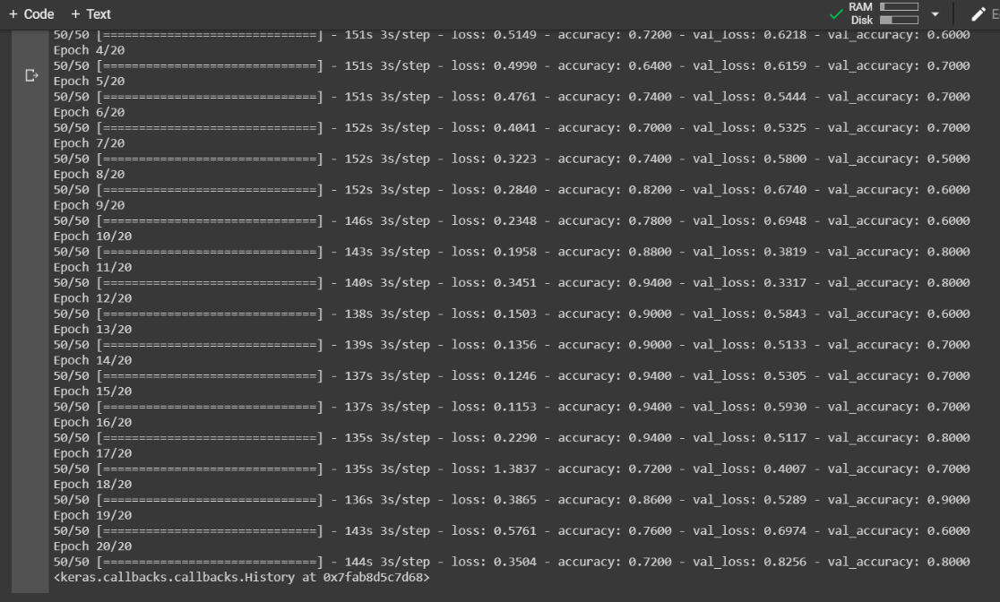 + Code + Text
RAM
Disk
50/50 [==============================] - 151s 3s/step - loss: 0.5149 - accuracy: 0.7200 - val_loss: 0.6218 - val_accuracy: 0.6000
Epoch 4/20
50/50 [==============================] - 151s 3s/step - loss: 0.4990 - accuracy: 0.6400 - val_loss: 0.6159 - val_accuracy: 0.7000
Epoch 5/20
50/50 [==============================] - 151s 3s/step - loss: 0.4761 - accuracy: 0.7400 - val_loss: 0.5444 - val_accuracy: 0.7000
Epoch 6/20
50/50 [==============================] - 152s 3s/step - loss: 0.4041 - accuracy: 0.7000 - val_loss: 0.5325 - val_accuracy: 0.7000
Epoch 7/20
50/50 [==============================] - 152s 3s/step - loss: 0.3223 - accuracy: 0.7400 - val_loss: 0.5800 - val_accuracy: 0.5000
Epoch 8/20
50/50 [==============================] - 152s 3s/step - loss: 0.2840 - accuracy: 0.8200 - val_loss: 0.6740 - val_accuracy: 0.6000
Epoch 9/20
50/50 [==============================] - 146s 3s/step - loss: 0.2348 - accuracy: 0.7800 - val_loss: 0.6948 - val_accuracy: 0.6000
Epoch 10/20
50/50 [==============================] - 143s 3s/step - loss: 0.1958 - accuracy: 0.8800 - val_loss: 0.3819 - val_accuracy: 0.8000
Epoch 11/20
50/50 [==============================] - 140s 3s/step - loss: 0.3451 - accuracy: 0.9400 - val_loss: 0.3317 - val_accuracy: 0.8000
Epoch 12/20
50/50 [==============================] - 138s 3s/step - loss: 0.1503 - accuracy: 0.9000 - val_loss: 0.5843 - val_accuracy: 0.6000
Epoch 13/20
50/50 [==============================] - 139s 3s/step - loss: 0.1356 - accuracy: 0.9000 - val_loss: 0.5133 - val_accuracy: 0.7000
Epoch 14/20
50/50 [==============================] - 137s 3s/step - loss: 0.1246 - accuracy: 0.9400 - val_loss: 0.5305 - val_accuracy: 0.7000
Epoch 15/20
50/50 [==============================] - 137s 3s/step - loss: 0.1153 - accuracy: 0.9400 - val_loss: 0.5930 - val_accuracy: 0.7000
Epoch 16/20
50/50 [==============================] - 135s 3s/step - loss: 0.2290 - accuracy: 0.9400 - val_loss: 0.5117 - val_accuracy: 0.8000
Epoch 17/20
50/50 [==============================] - 135s 3s/step - loss: 1.3837 - accuracy: 0.7200 - val_loss: 0.4007 - val_accuracy: 0.7000
Epoch 18/20
50/50 [==============================] - 136s 3s/step - loss: 0.3865 - accuracy: 0.8600 - val_loss: 0.5289 - val_accuracy: 0.9000
Epoch 19/20
50/50 [==============================] - 143s 3s/step - loss: 0.5761 - accuracy: 0.7600 - val_loss: 0.6974 - val_accuracy: 0.6000
Epoch 20/20
50/50 [==============================] - 144s 3s/step - loss: 0.3504 - accuracy: 0.7200 - val_loss: 0.8256 - val_accuracy: 0.8000
<keras.callbacks.callbacks.History at 0x7fab8d5c7d68>